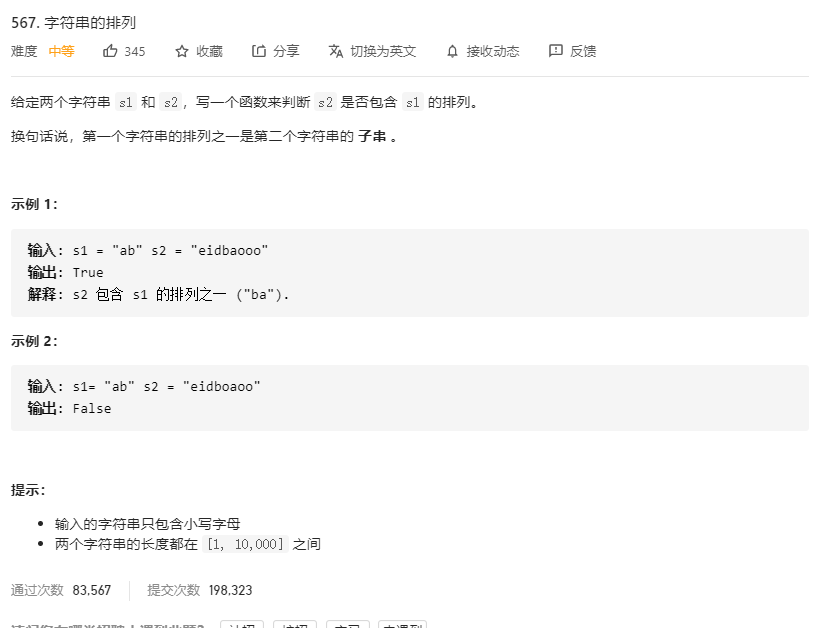 567. 字符串的排列
难度 中等 345 收藏 分享 切换为英文 接收动态 反馈
给定两个字符串 s1 和 s2，写一个函数来判断 s2 是否包含 s1 的排列。
换句话说，第一个字符串的排列之一是第二个字符串的 子串 。
示例 1：
输入: s1 = "ab" s2 = "eidbaooo"
输出: True
解释: s2 包含 s1 的排列之一 ("ba").
示例 2：
输入: s1= "ab" s2 = "eidboaoo"
输出: False
提示：
输入的字符串只包含小写字母
两个字符串的长度都在 [1, 10,000] 之间
通过次数 83,567 提交次数 198,323